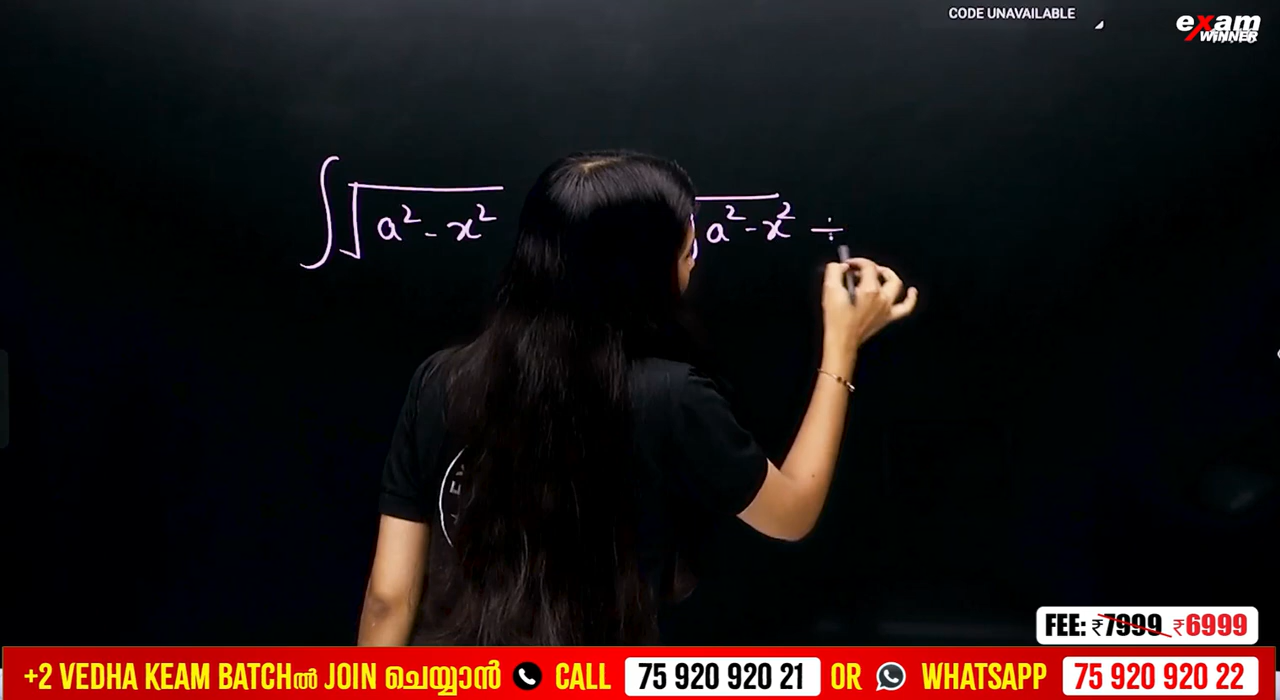 CODE UNAVAILABLE
exam
WINNER
∫√a² - x² √a² - x² ÷
FEE: ₹7999 ₹6999
+2 VEDHA KEAM BATCHൽ JOIN ചെയ്യാൻ CALL 75 920 920 21 OR WHATSAPP 75 920 920 22